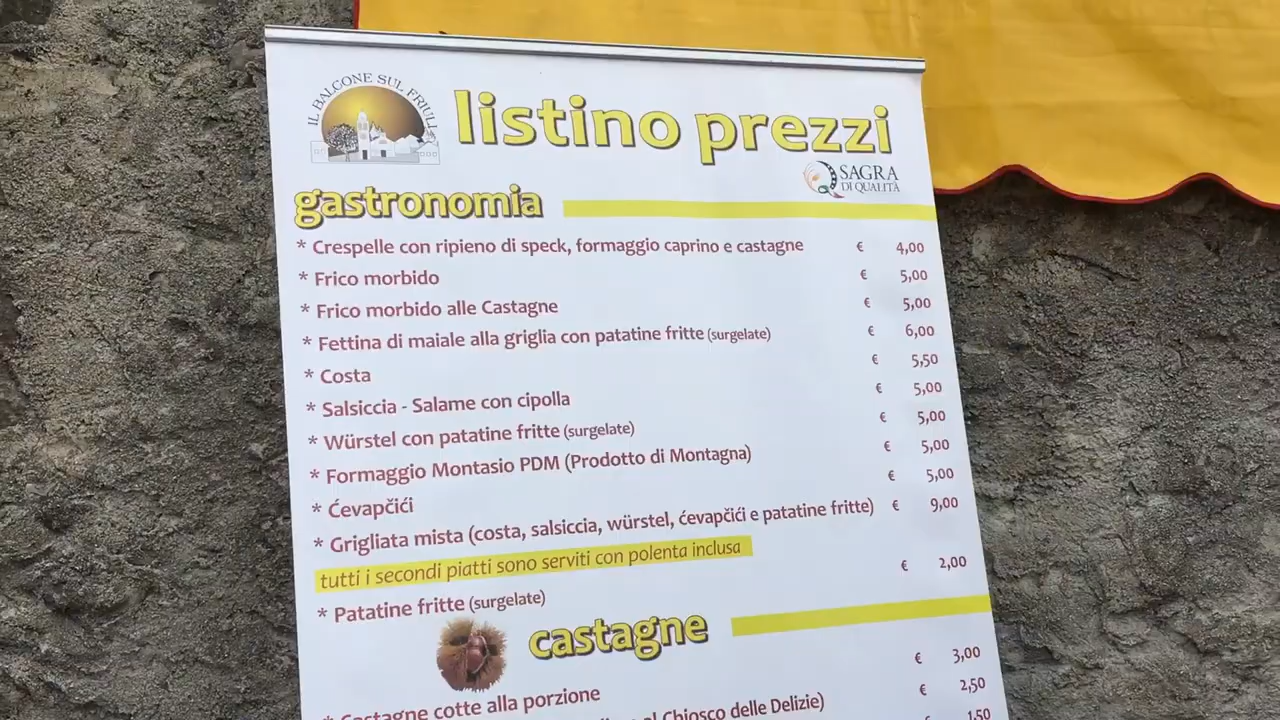 IL BALCONE SUL FRIULI
listino prezzi
SAGRA
DI QUALITÀ
gastronomia
* Crespelle con ripieno di speck, formaggio caprino e castagne € 4,00
* Frico morbido € 5,00
* Frico morbido alle Castagne € 5,00
* Fettina di maiale alla griglia con patatine fritte (surgelate) € 6,00
* Costa € 5,50
* Salsiccia - Salame con cipolla € 5,00
* Würstel con patatine fritte (surgelate) € 5,00
* Formaggio Montasio PDM (Prodotto di Montagna) € 5,00
* Ćevapčići € 5,00
* Grigliata mista (costa, salsiccia, würstel, ćevapčići e patatine fritte) € 9,00
tutti i secondi piatti sono serviti con polenta inclusa
* Patatine fritte (surgelate) € 2,00
castagne
* Castagne cotte alla porzione € 3,00
al Chiosco delle Delizie) € 2,50
€ 1,50